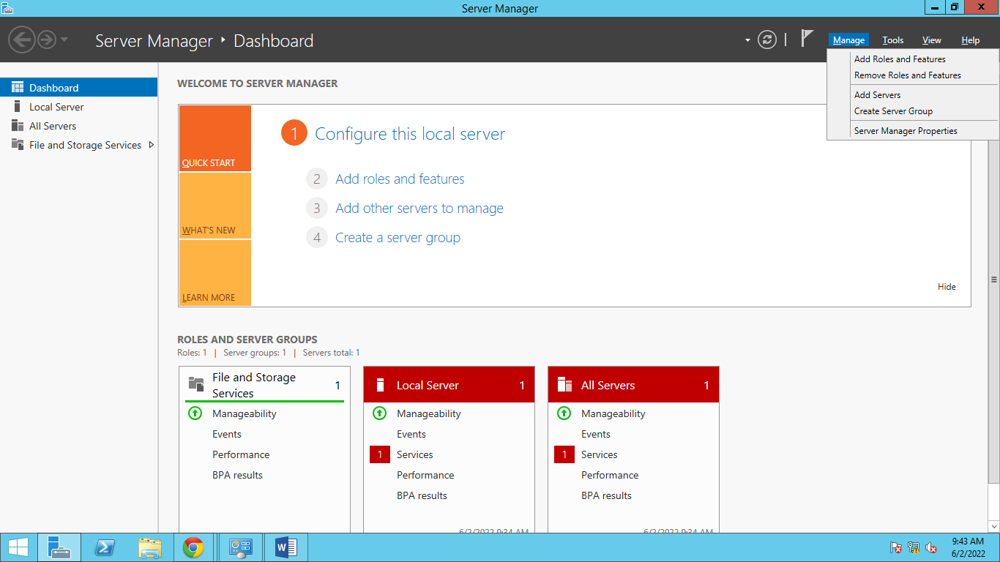 Server Manager
Server Manager Dashboard
Manage Tools View Help
Add Roles and Features
Remove Roles and Features
Add Servers
Create Server Group
Server Manager Properties
Dashboard
Local Server
All Servers
File and Storage Services
WELCOME TO SERVER MANAGER
QUICK START
WHAT'S NEW
LEARN MORE
1 Configure this local server
2 Add roles and features
3 Add other servers to manage
4 Create a server group
Hide
ROLES AND SERVER GROUPS
Roles: 1 | Server groups: 1 | Servers total: 1
File and Storage
Services 1
Manageability
Events
Performance
BPA results
Local Server 1
Manageability
Events
1 Services
Performance
BPA results
6/2/2022 9:34 AM
All Servers 1
Manageability
Events
1 Services
Performance
BPA results
6/2/2022 9:34 AM
W
9:43 AM
6/2/2022